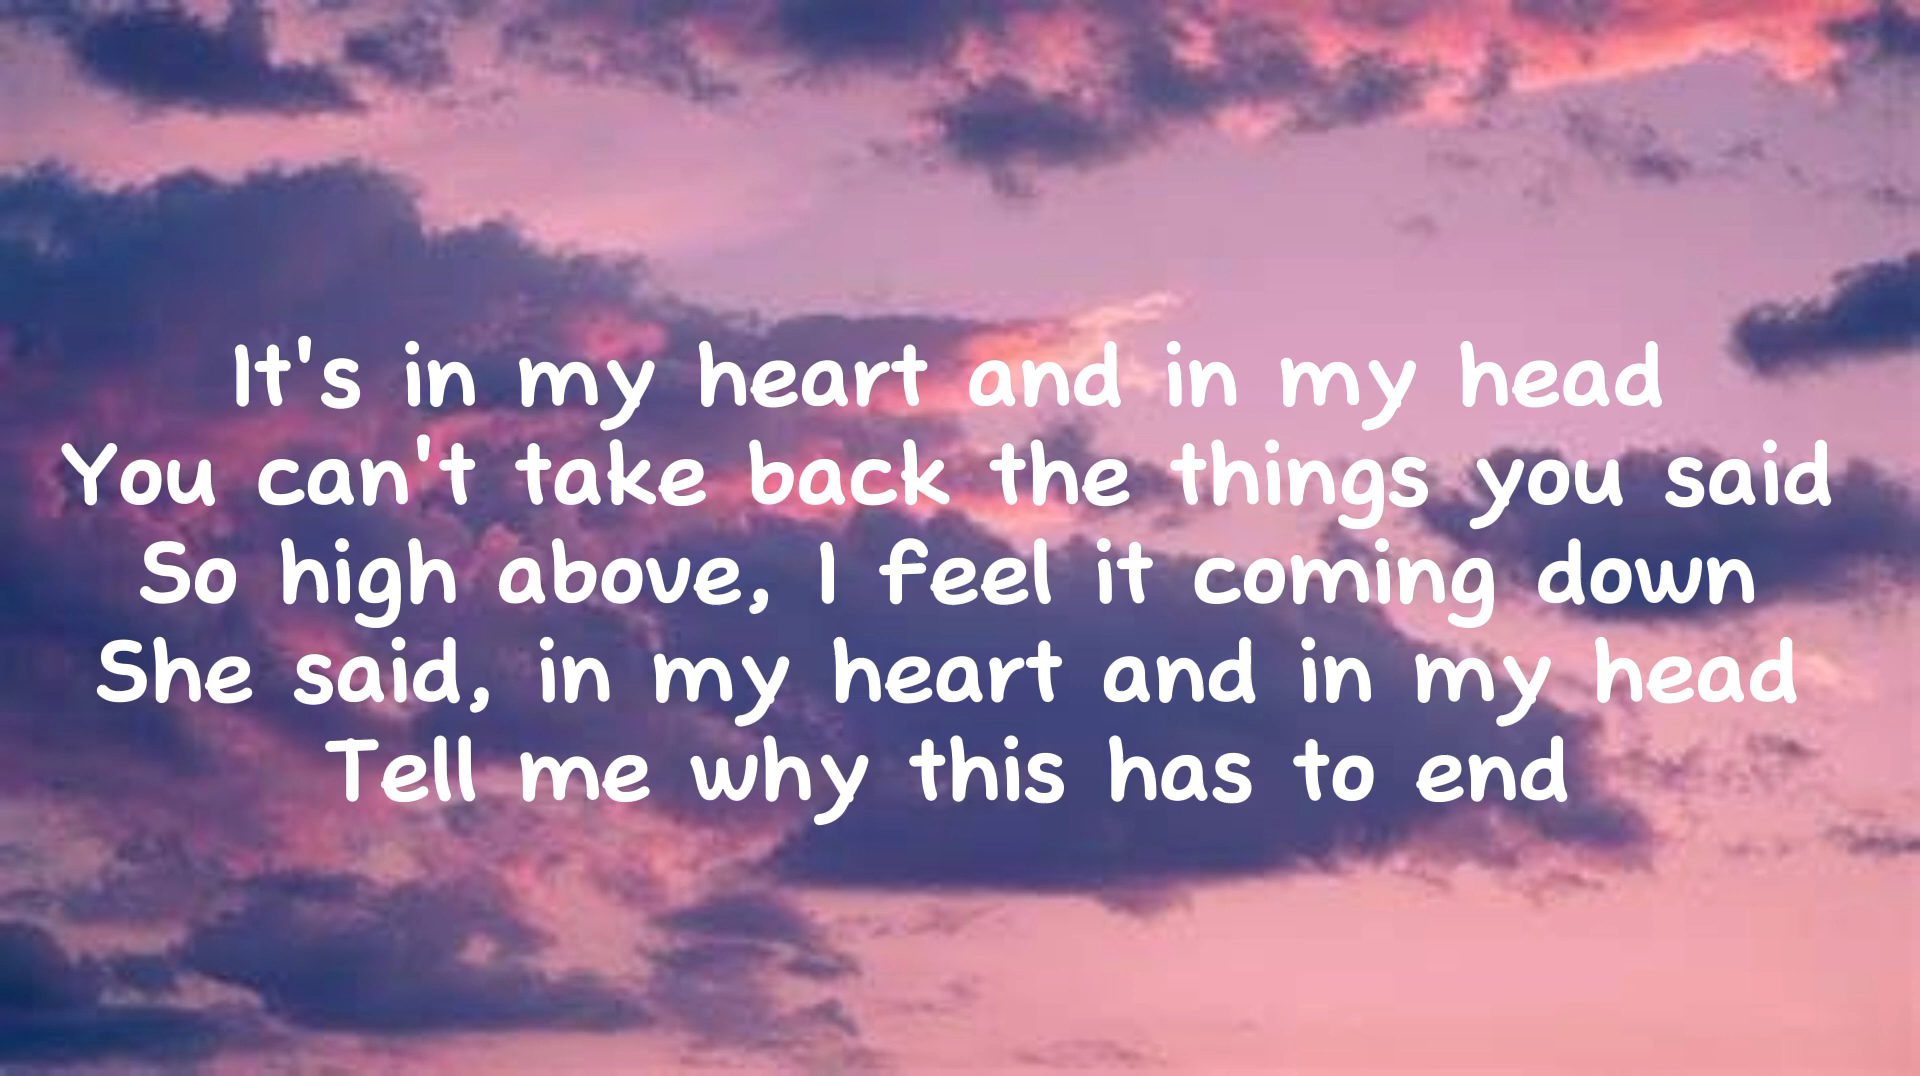 It's in my heart and in my head
You can't take back the things you said
So high above, I feel it coming down
She said, in my heart and in my head
Tell me why this has to end